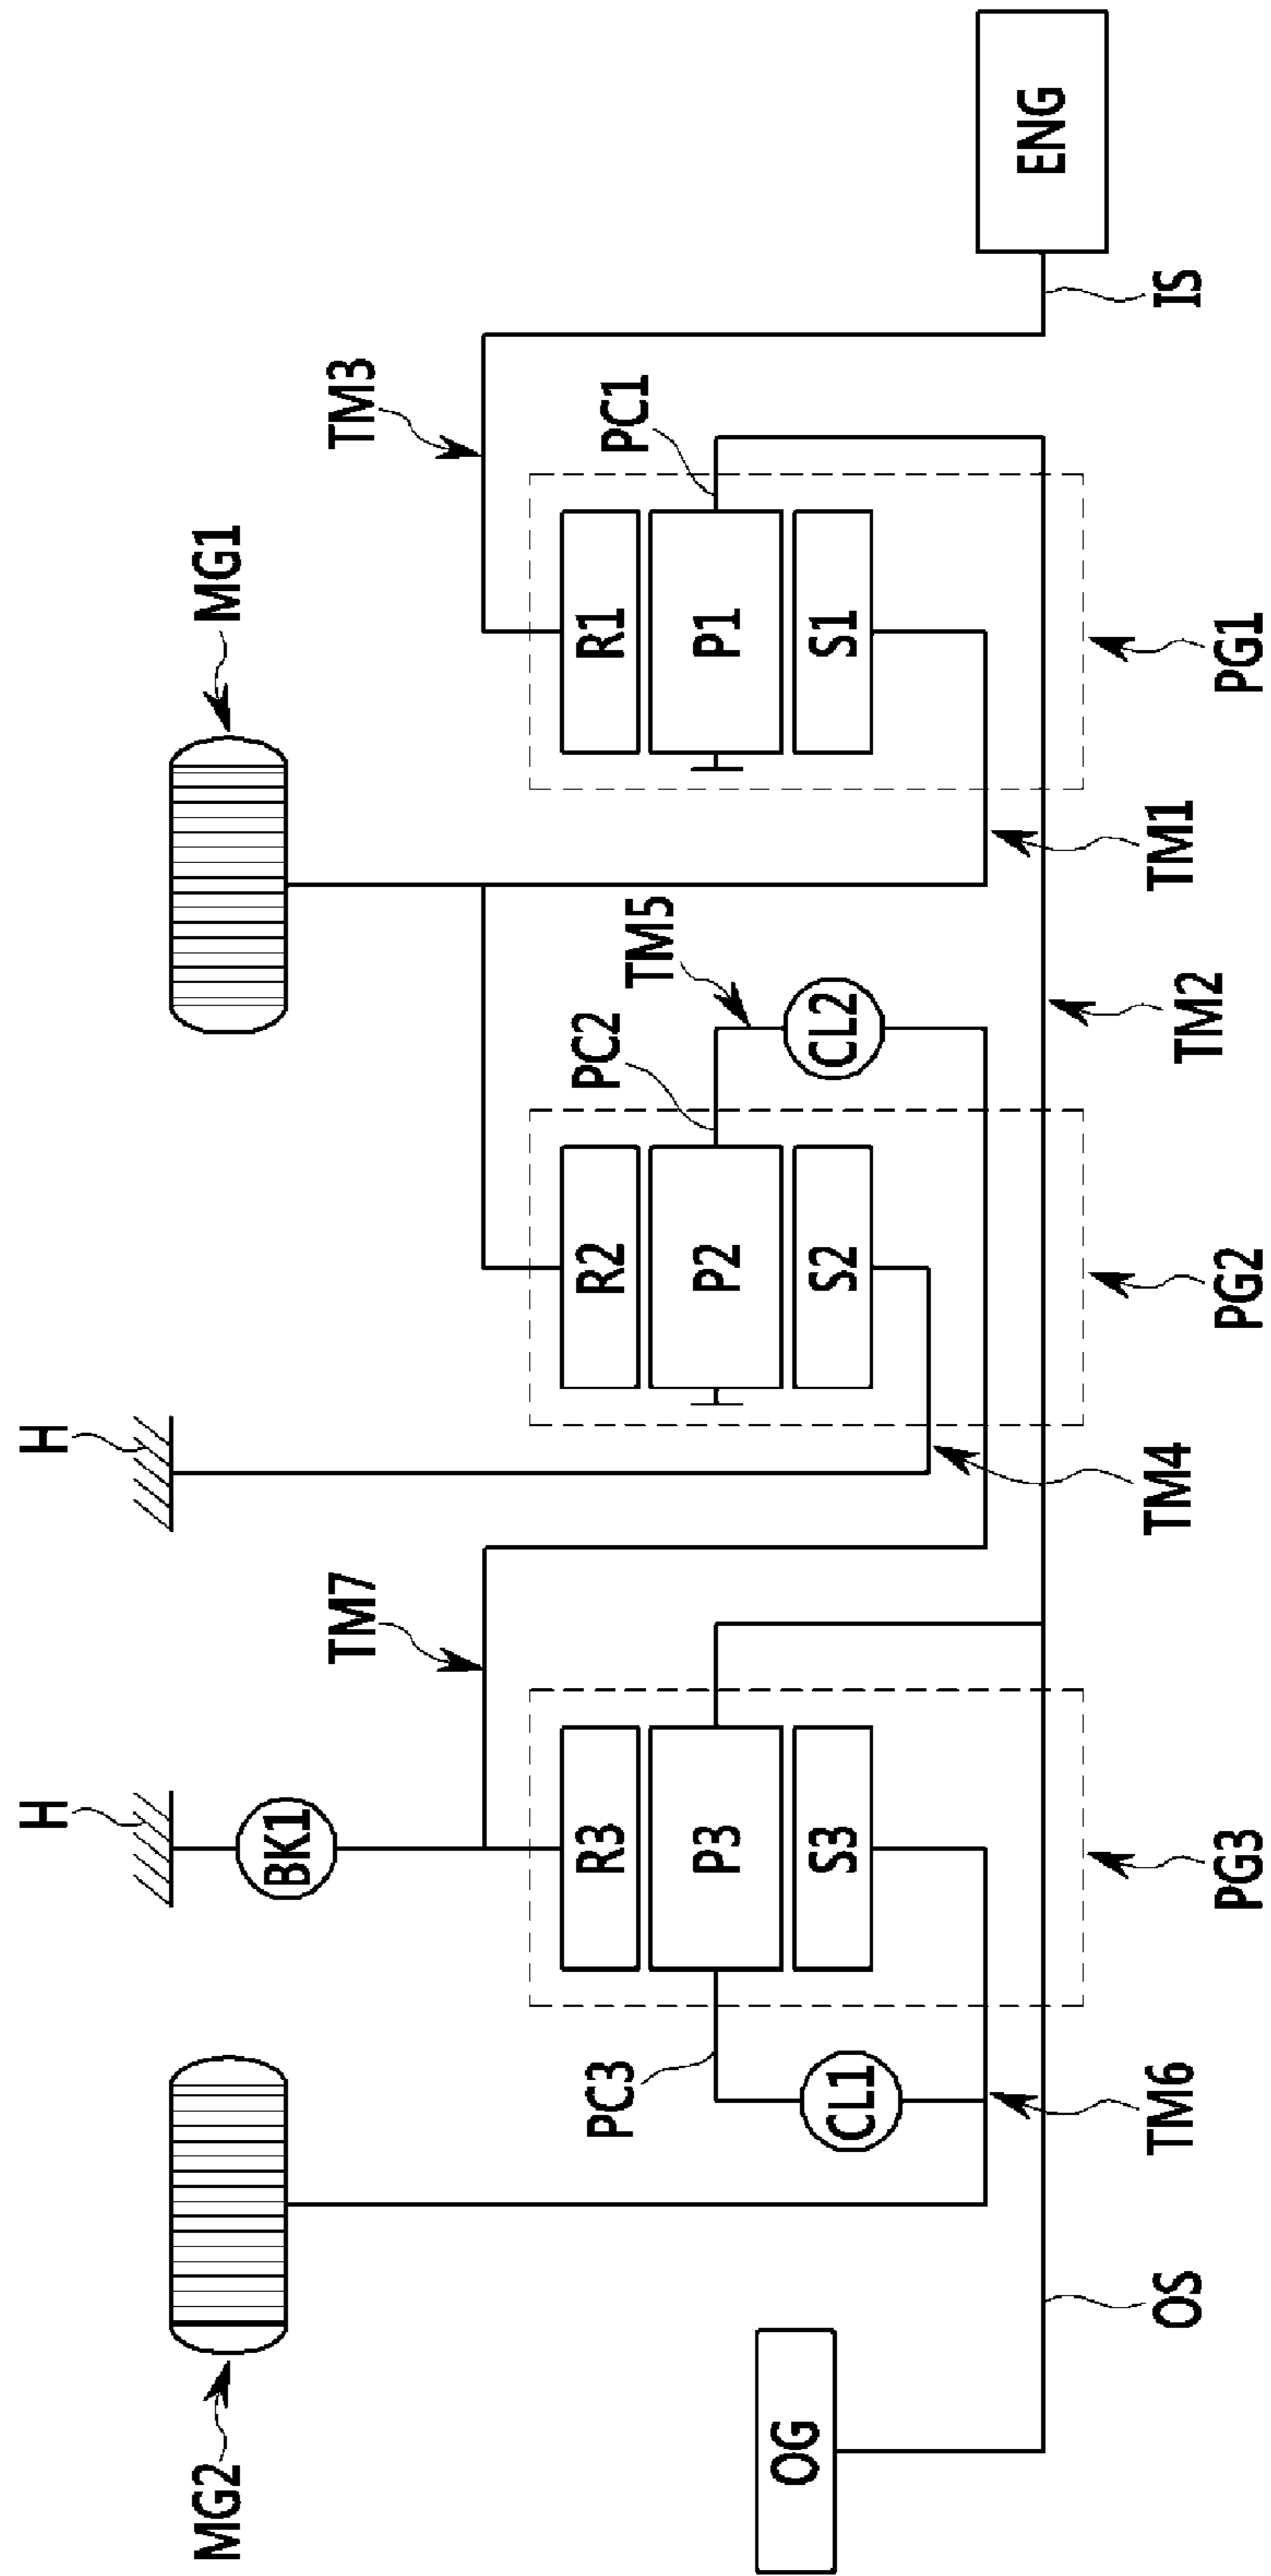 ENG
IS
TM3
PC1
MG1
R1
P1
S1
PG1
TM1
TM5
CL2
TM2
PC2
R2
P2
S2
PG2
H
TM4
TM7
H
BK1
R3
P3
S3
PG3
PC3
CL1
TM6
MG2
OG
OS